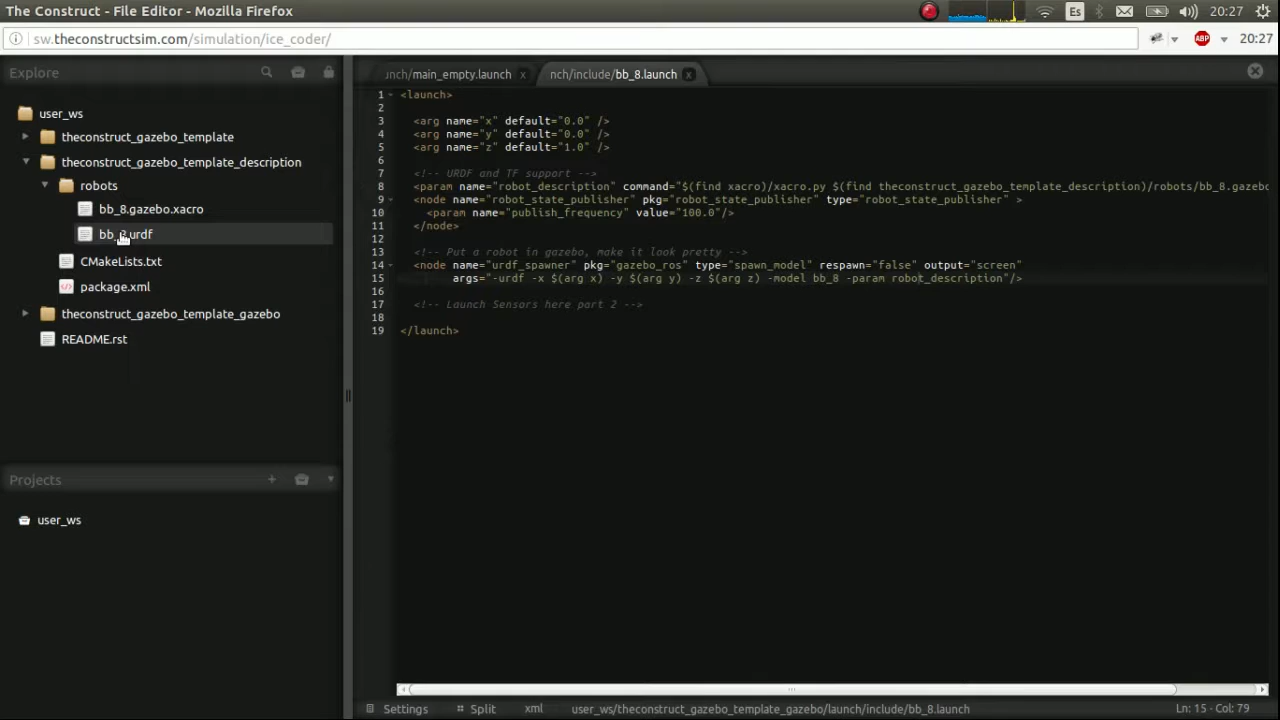 The Construct - File Editor - Mozilla Firefox
Es
20:27
sw.theconstructsim.com/simulation/ice_coder/
ABP
20:27
Explore
user_ws
theconstruct_gazebo_template
theconstruct_gazebo_template_description
robots
bb_8.gazebo.xacro
CMakeLists.txt
package.xml
theconstruct_gazebo_template_gazebo
README.rst
Projects
user_ws
unch/main_empty.launch x
nch/include/bb_8.launch x
1 <launch>
2
3 <arg name="x" default="0.0" />
4 <arg name="y" default="0.0" />
5 <arg name="z" default="1.0" />
6
7 <!-- URDF and TF support -->
8 <param name="robot_description" command="$(find xacro)/xacro.py $(find theconstruct_gazebo_template_description)/robots/bb_8.gazebo
9 <node name="robot_state_publisher" pkg="robot_state_publisher" type="robot_state_publisher" >
10 <param name="publish_frequency" value="100.0"/>
11 </node>
12
13 <!-- Put a robot in gazebo, make it look pretty -->
14 <node name="urdf_spawner" pkg="gazebo_ros" type="spawn_model" respawn="false" output="screen"
15 args="-urdf -x $(arg x) -y $(arg y) -z $(arg z) -model bb_8 -param robot_description"/>
16
17 <!-- Launch Sensors here part 2 -->
18
19 </launch>
Settings
Split
xml
user_ws/theconstruct_gazebo_template_gazebo/launch/include/bb_8.launch
Ln: 15 - Col: 79